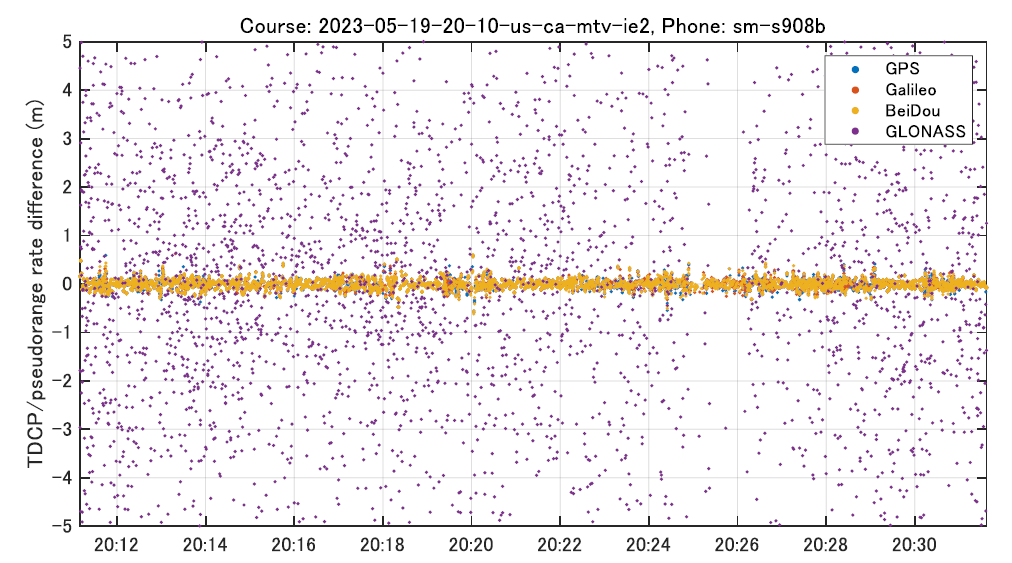 Course: 2023-05-19-20-10-us-ca-mtv-ie2, Phone: sm-s908b
TDCP/pseudorange rate difference (m)
5
4
3
2
1
0
-1
-2
-3
-4
-5
GPS
Galileo
BeiDou
GLONASS
20:12 20:14 20:16 20:18 20:20 20:22 20:24 20:26 20:28 20:30